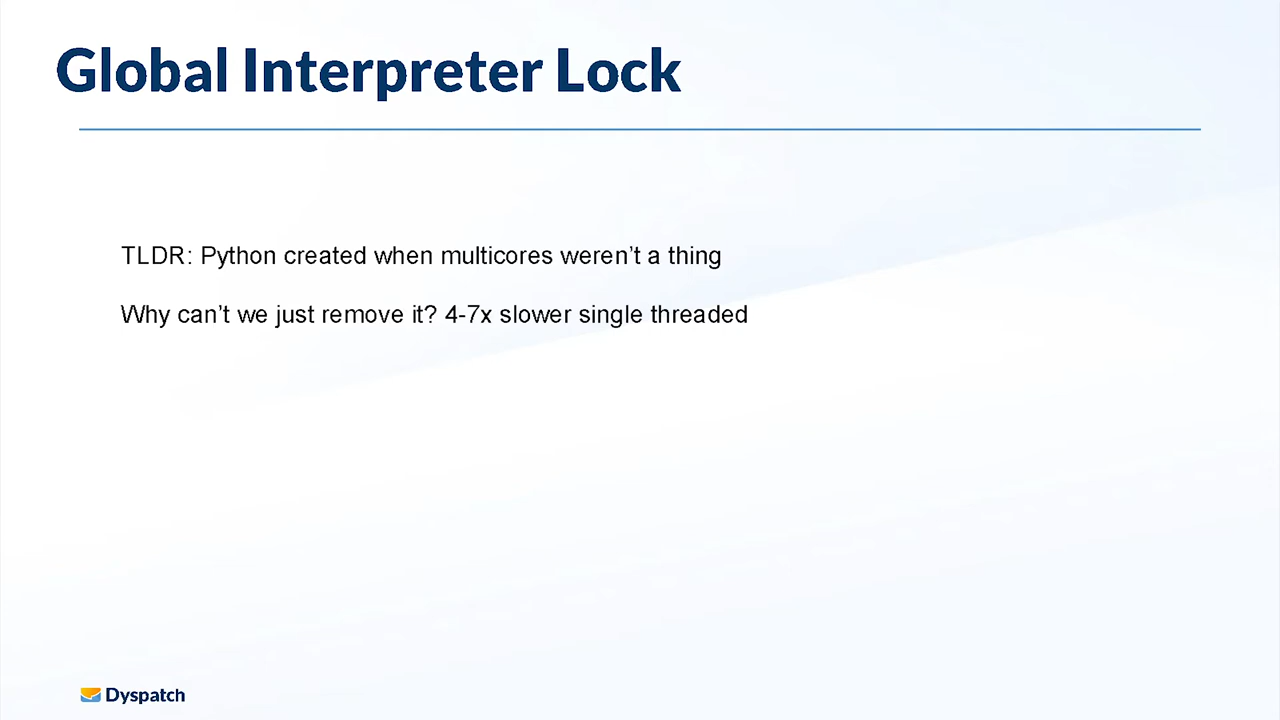 Global Interpreter Lock
TLDR: Python created when multicores weren’t a thing
Why can’t we just remove it? 4-7x slower single threaded
Dyspatch